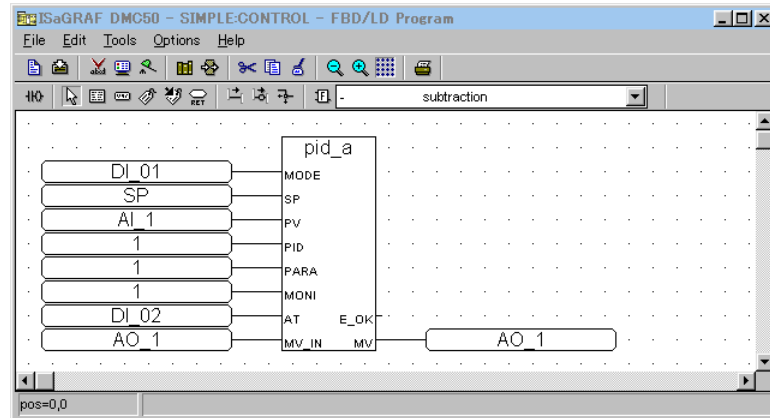 ISaGRAF DMC50 - SIMPLE:CONTROL - FBD/LD Program
File Edit Tools Options Help
- subtraction
pid_a
DI_01 MODE
SP SP
AI_1 PV
1 PID
1 PARA
1 MONI
DI_02 AT E_OK
AO_1 MV_IN MV AO_1
pos=0,0